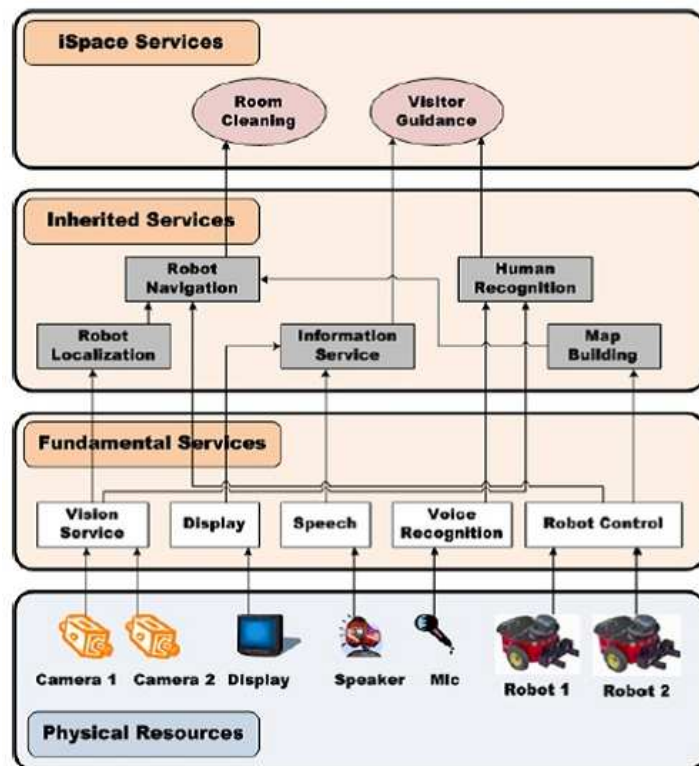 iSpace Services
Room
Cleaning
Visitor
Guidance
Inherited Services
Robot
Navigation
Human
Recognition
Robot
Localization
Information
Service
Map
Building
Fundamental Services
Vision
Service
Display
Speech
Voice
Recognition
Robot Control
Camera 1
Camera 2
Display
Speaker
Mic
Robot 1
Robot 2
Physical Resources